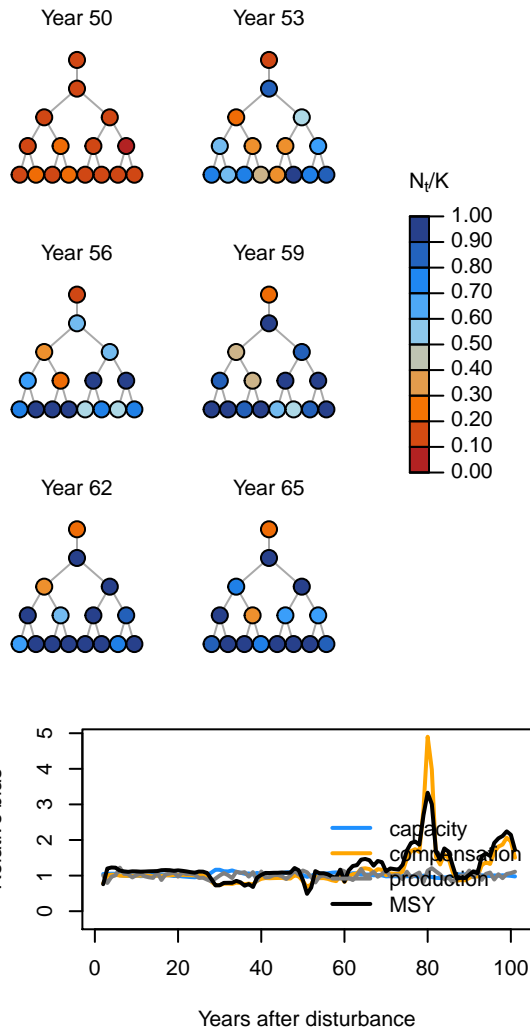 Year 50 Year 53
N_t/K
1.00
0.90
0.80
0.70
0.60
0.50
0.40
0.30
0.20
0.10
0.00
Year 56 Year 59
Year 62 Year 65
5
4
3
2
1
0
capacity
compensation
production
MSY
0 20 40 60 80 100
Years after disturbance